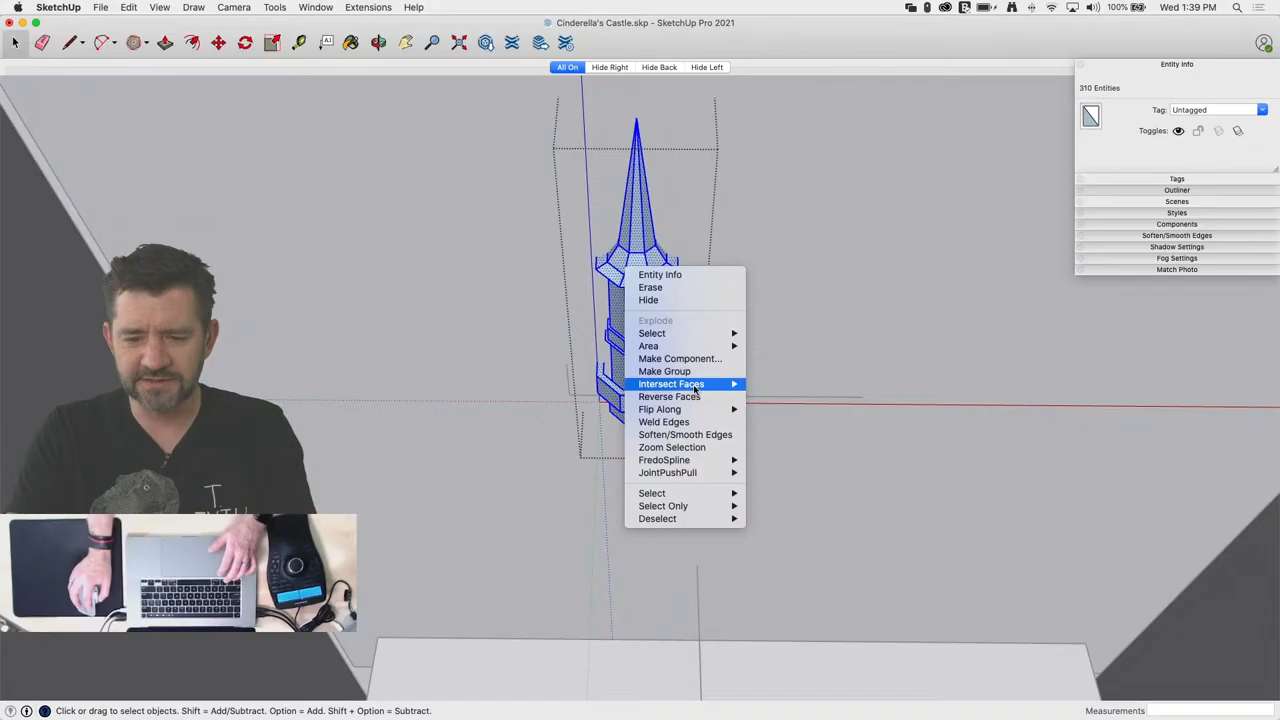 SketchUp File Edit View Draw Camera Tools Window Extensions Help
100% Wed 1:39 PM
Cinderella's Castle.skp - SketchUp Pro 2021
All On Hide Right Hide Back Hide Left
Entity Info
310 Entities
Tag: Untagged
Toggles:
Tags
Outliner
Scenes
Styles
Components
Soften/Smooth Edges
Shadow Settings
Fog Settings
Match Photo
Entity Info
Erase
Hide
Explode
Select
Area
Make Component...
Make Group
Intersect Faces
Reverse Faces
Flip Along
Weld Edges
Soften/Smooth Edges
Zoom Selection
FredoSpline
JointPushPull
Select
Select Only
Deselect
Click or drag to select objects. Shift = Add/Subtract. Option = Add. Shift + Option = Subtract.
Measurements